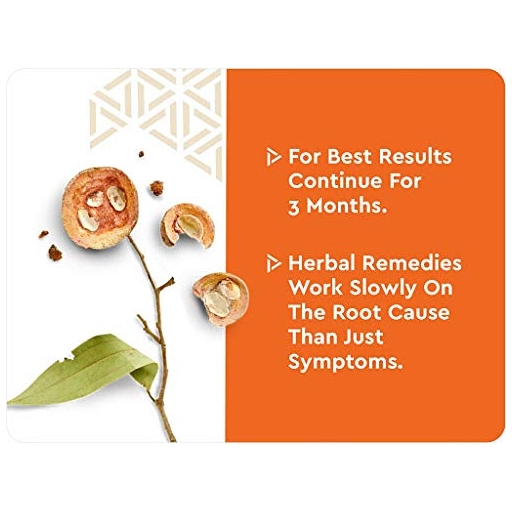 For Best Results
Continue For
3 Months.
Herbal Remedies
Work Slowly On
The Root Cause
Than Just
Symptoms.